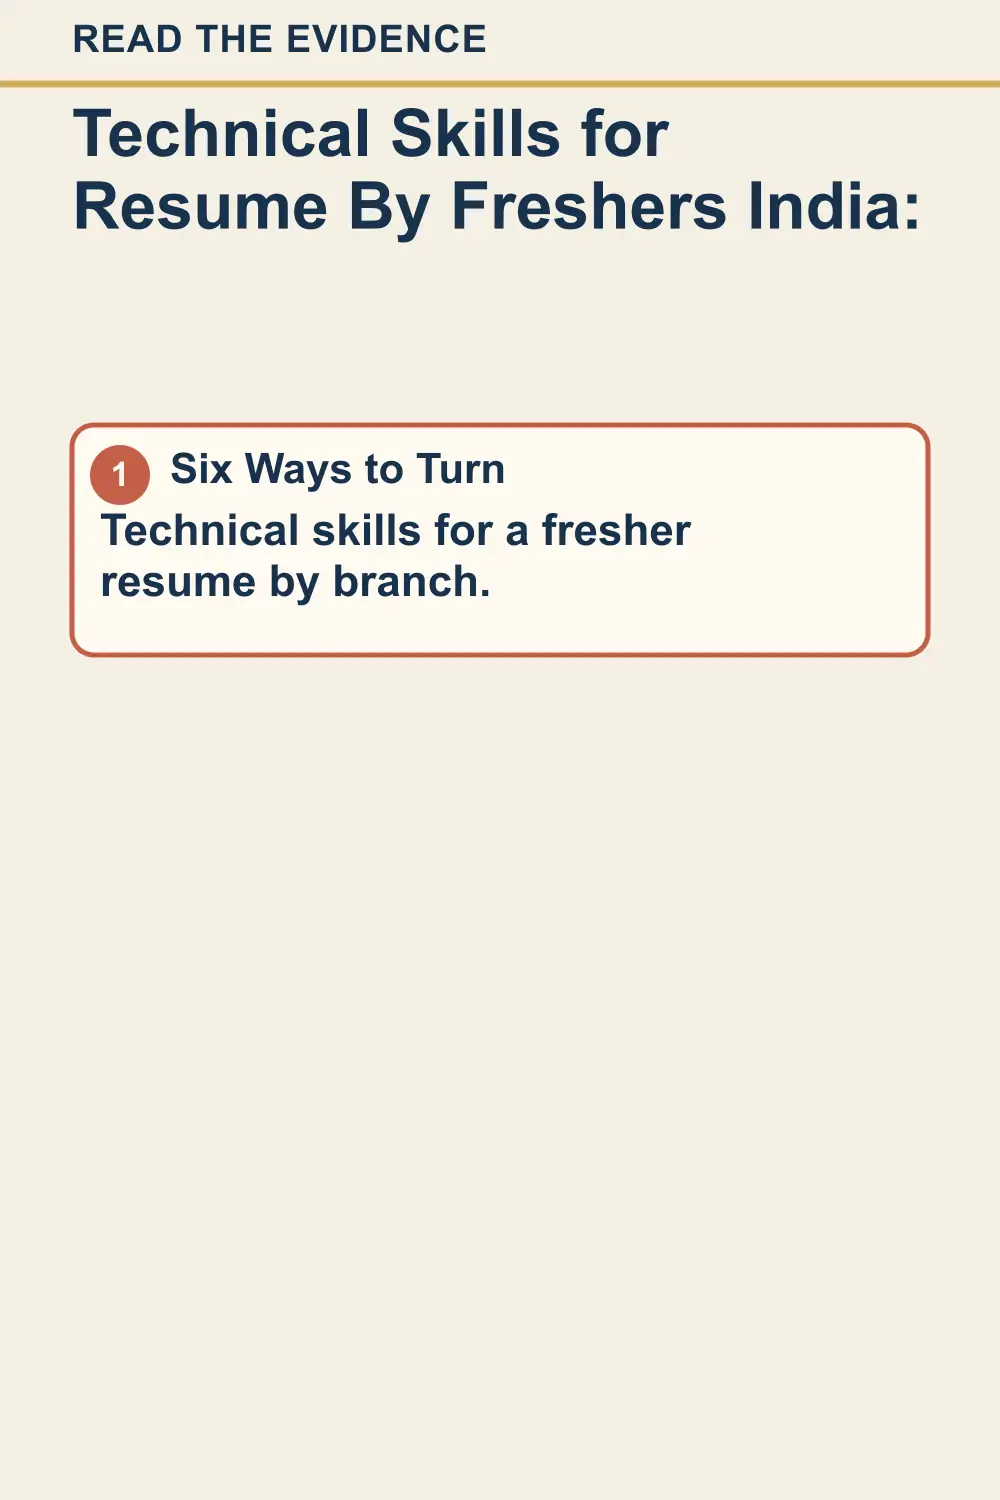 READ THE EVIDENCE
Technical Skills for
Resume By Freshers India:
1 Six Ways to Turn
Technical skills for a fresher
resume by branch.